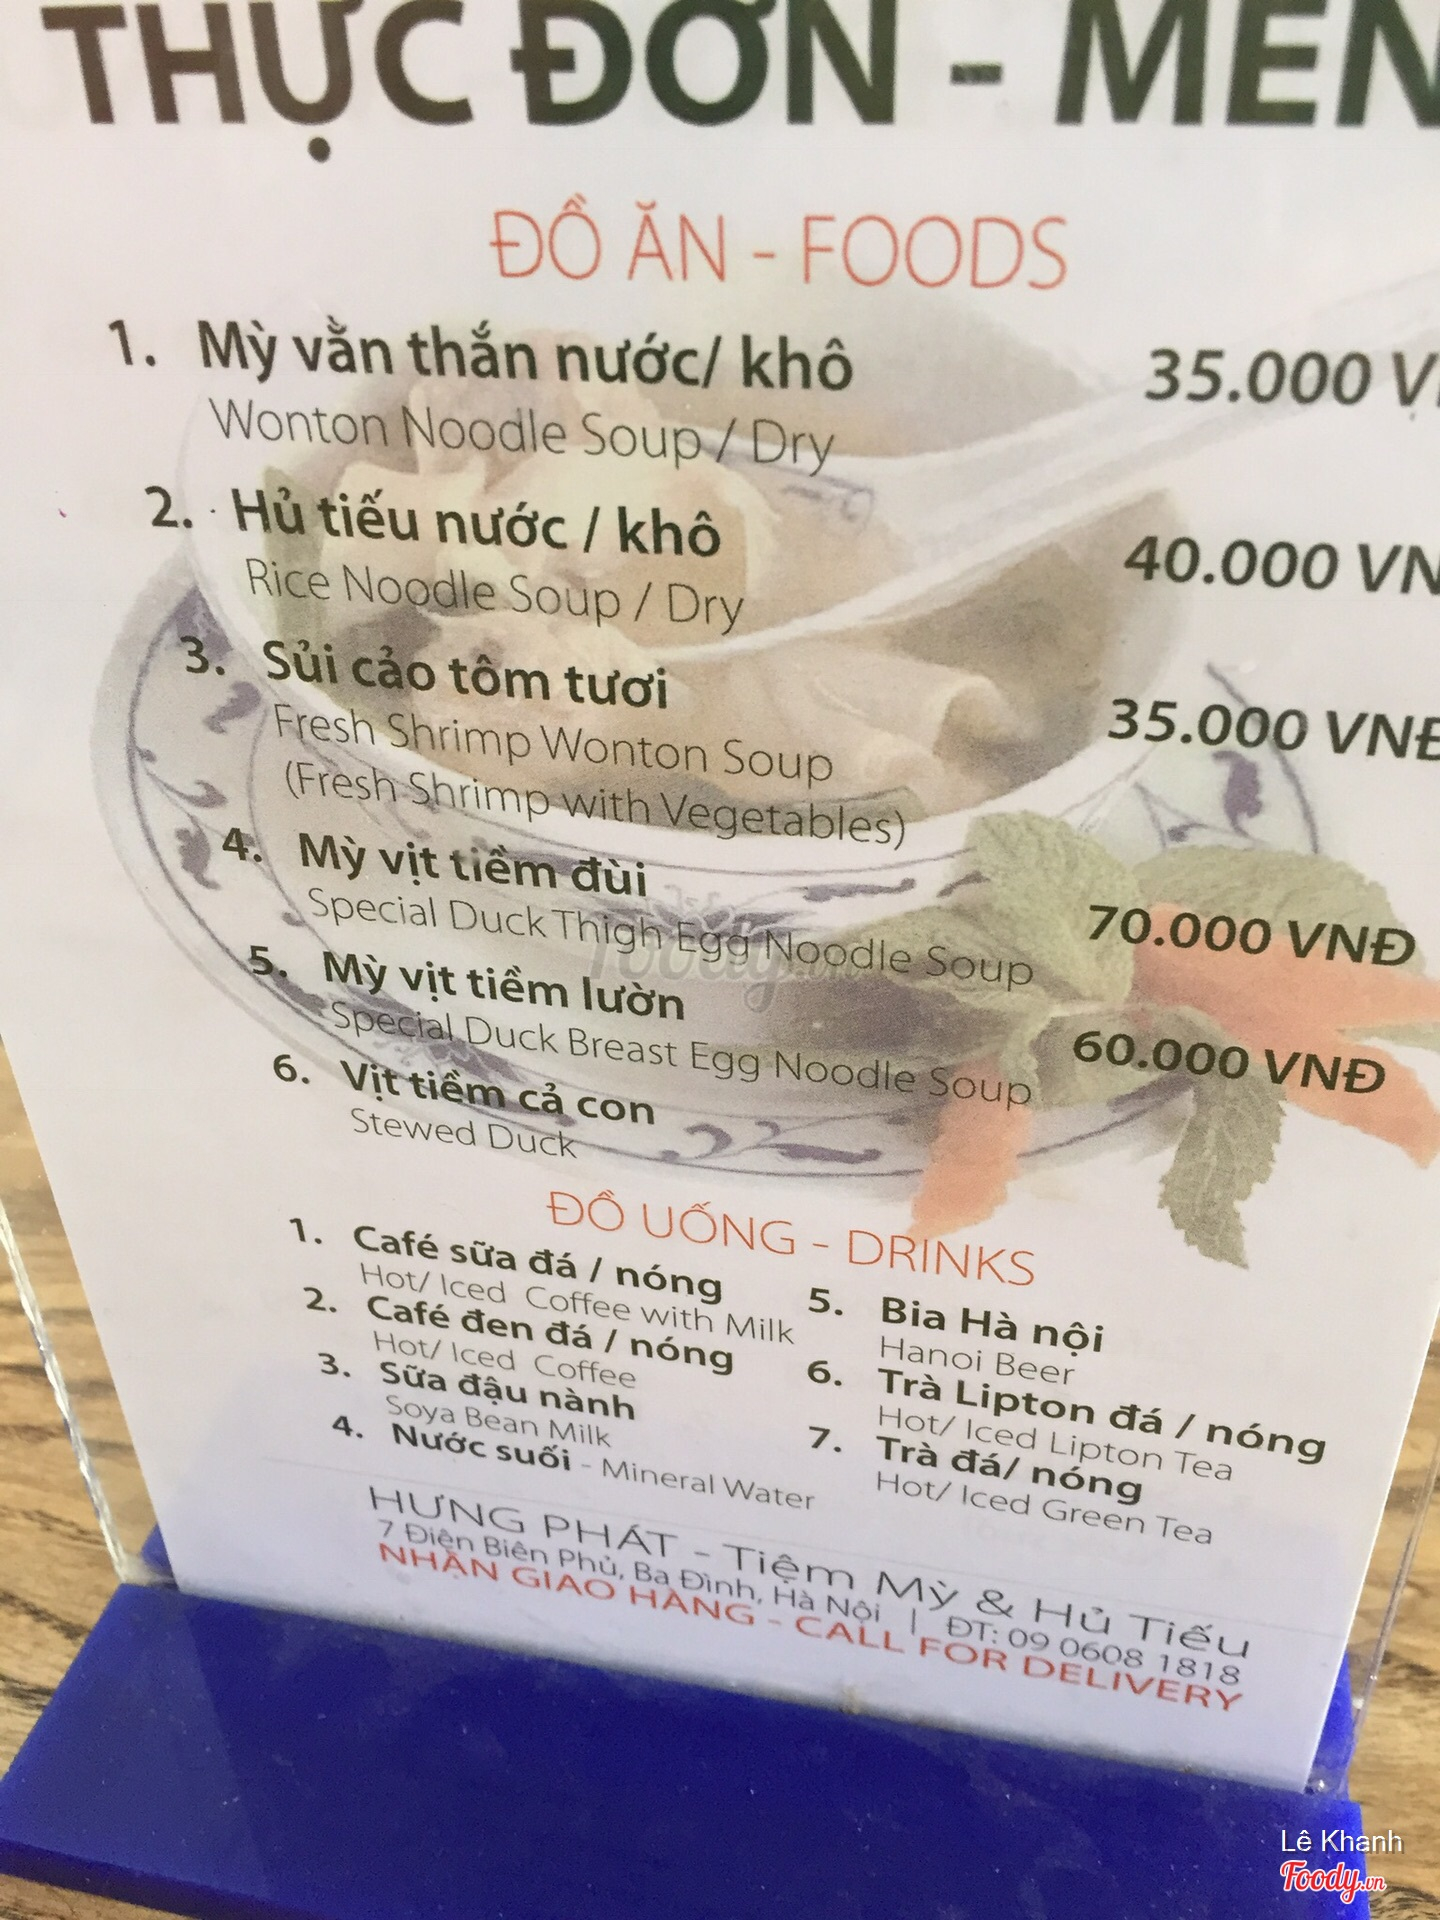 THỰC ĐƠN - MEN
ĐỒ ĂN - FOODS
1. Mỳ vằn thắn nước/ khô 35.000 V
Wonton Noodle Soup / Dry
2. Hủ tiếu nước / khô 40.000 VN
Rice Noodle Soup / Dry
3. Sủi cảo tôm tươi 35.000 VNĐ
Fresh Shrimp Wonton Soup
(Fresh Shrimp with Vegetables)
4. Mỳ vịt tiềm đùi 70.000 VNĐ
Special Duck Thigh Egg Noodle Soup
5. Mỳ vịt tiềm lườn 60.000 VNĐ
Special Duck Breast Egg Noodle Soup
6. Vịt tiềm cả con
Stewed Duck
ĐỒ UỐNG - DRINKS
1. Café sữa đá / nóng
Hot/ Iced Coffee with Milk
2. Café đen đá / nóng
Hot/ Iced Coffee
3. Sữa đậu nành
Soya Bean Milk
4. Nước suối - Mineral Water
5. Bia Hà nội
Hanoi Beer
6. Trà Lipton đá / nóng
Hot/ Iced Lipton Tea
7. Trà đá/ nóng
Hot/ Iced Green Tea
HƯNG PHÁT - Tiệm Mỳ & Hủ Tiếu
7 Điện Biên Phủ, Ba Đình, Hà Nội | ĐT: 09 0608 1818
NHẬN GIAO HÀNG - CALL FOR DELIVERY
foody.vn
Lê Khanh
Foody.vn